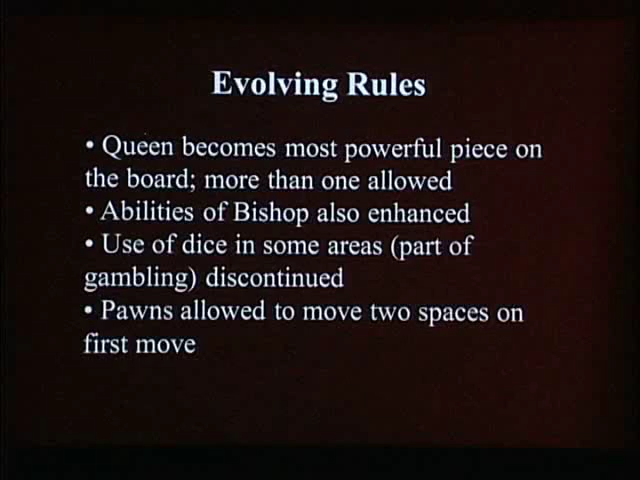 Evolving Rules
• Queen becomes most powerful piece on
the board; more than one allowed
• Abilities of Bishop also enhanced
• Use of dice in some areas (part of
gambling) discontinued
• Pawns allowed to move two spaces on
first move